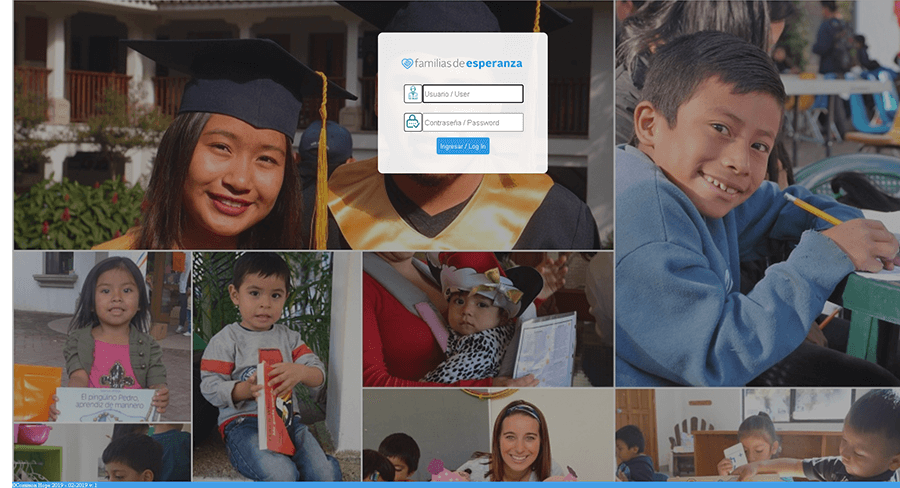 familias de esperanza
Usuario / User
Contraseña / Password
Ingresar / Log In
El pingüino Pedro,
aprendiz de marinero
©Common Hope 2019 - 02-2019 v. 1